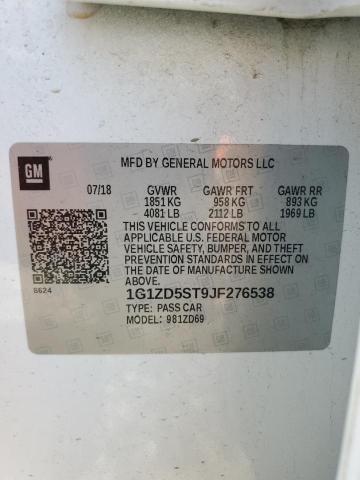 GM
MFD BY GENERAL MOTORS LLC
07/18 GVWR GAWR FRT GAWR RR
1851 KG 958 KG 893 KG
4081 LB 2112 LB 1969 LB
THIS VEHICLE CONFORMS TO ALL
APPLICABLE U.S. FEDERAL MOTOR
VEHICLE SAFETY, BUMPER, AND THEFT
PREVENTION STANDARDS IN EFFECT ON
THE DATE OF MANUFACTURE SHOWN
ABOVE.
8624
1G1ZD5ST9JF276538
TYPE: PASS CAR
MODEL: 981ZD69